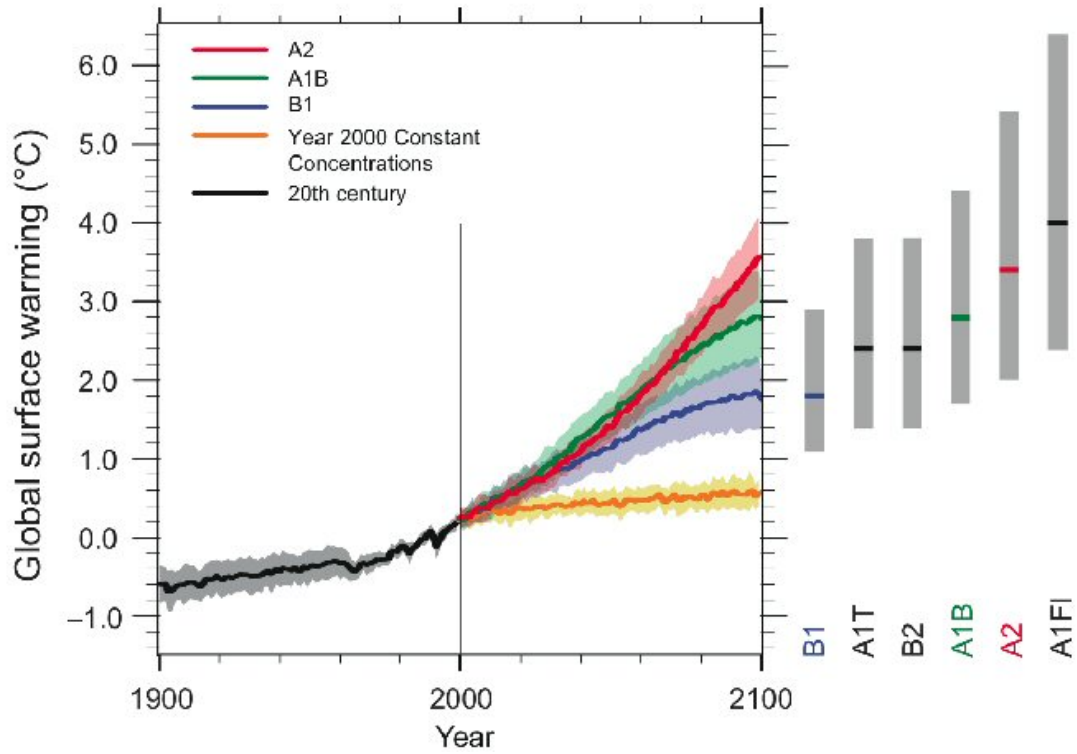 Global surface warming (°C)
6.0
5.0
4.0
3.0
2.0
1.0
0.0
–1.0
A2
A1B
B1
Year 2000 Constant
Concentrations
20th century
1900
2000
2100
Year
B1
A1T
B2
A1B
A2
A1FI